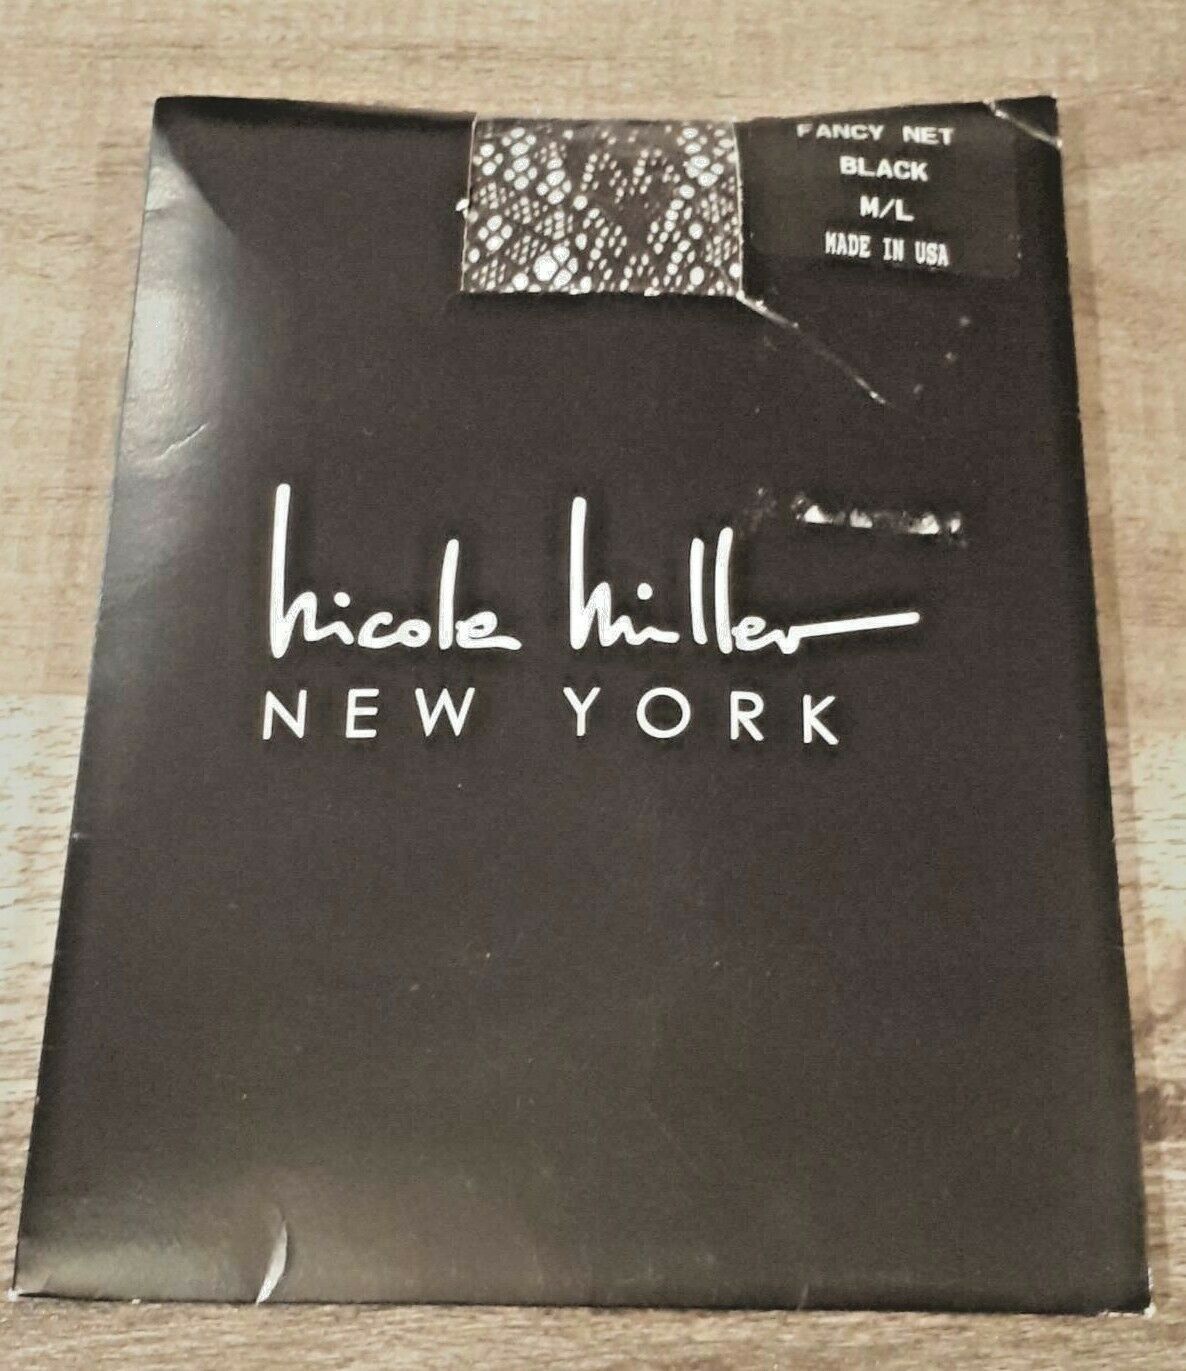 FANCY NET
BLACK
M/L
MADE IN USA
nicole miller
NEW YORK